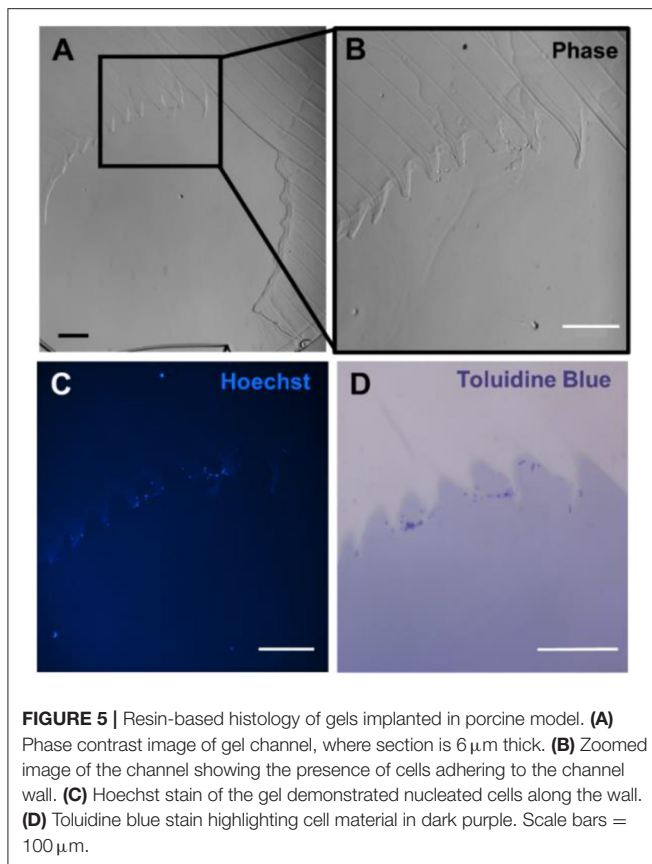 A
B
Phase
C
Hoechst
D
Toluidine Blue
FIGURE 5 | Resin-based histology of gels implanted in porcine model. (A)
Phase contrast image of gel channel, where section is 6 μm thick. (B) Zoomed
image of the channel showing the presence of cells adhering to the channel
wall. (C) Hoechst stain of the gel demonstrated nucleated cells along the wall.
(D) Toluidine blue stain highlighting cell material in dark purple. Scale bars =
100 μm.